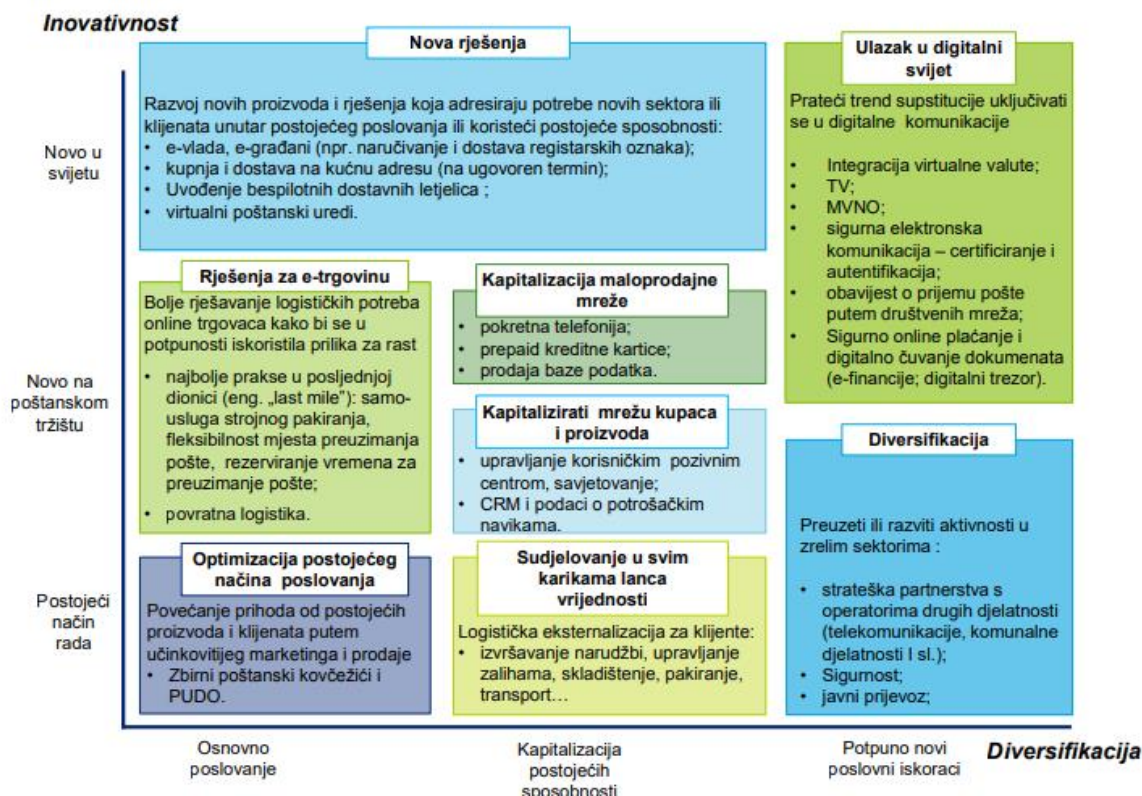 Inovativnost
Novo u
svijetu
Novo na
poštanskom
tržištu
Postojeći
način
rada
Nova rješenja
Razvoj novih proizvoda i rješenja koja adresiraju potrebe novih sektora ili
klijenata unutar postojećeg poslovanja ili koristeći postojeće sposobnosti:
• e-vlada, e-građani (npr. naručivanje i dostava registarskih oznaka);
• kupnja i dostava na kućnu adresu (na ugovoren termin);
• Uvođenje bespilotnih dostavnih letjelica ;
• virtualni poštanski uredi.
Ulazak u digitalni
svijet
Prateći trend supstitucije uključivati
se u digitalne komunikacije
• Integracija virtualne valute;
• TV;
• MVNO;
• sigurna elektronska
komunikacija – certificiranje i
autentifikacija;
• obavijest o prijemu pošte
putem društvenih mreža;
• Sigurno online plaćanje i
digitalno čuvanje dokumenata
(e-financije; digitalni trezor).
Rješenja za e-trgovinu
Bolje rješavanje logističkih potreba
online trgovaca kako bi se u
potpunosti iskoristila prilika za rast
• najbolje prakse u posljednjoj
dionici (eng. „last mile”): samo-
usluga strojnog pakiranja,
fleksibilnost mjesta preuzimanja
pošte, rezerviranje vremena za
preuzimanje pošte;
• povratna logistika.
Kapitalizacija maloprodajne
mreže
• pokretna telefonija;
• prepaid kreditne kartice;
• prodaja baze podatka.
Kapitalizirati mrežu kupaca
i proizvoda
• upravljanje korisničkim pozivnim
centrom, savjetovanje;
• CRM i podaci o potrošačkim
navikama.
Diversifikacija
Preuzeti ili razviti aktivnosti u
zrelim sektorima :
• strateška partnerstva s
operatorima drugih djelatnosti
(telekomunikacije, komunalne
djelatnosti I sl.);
• Sigurnost;
• javni prijevoz;
Optimizacija postojećeg
načina poslovanja
Povećanje prihoda od postojećih
proizvoda i klijenata putem
učinkovitijeg marketinga i prodaje
• Zbirni poštanski kovčežići i
PUDO.
Sudjelovanje u svim
karikama lanca
vrijednosti
Logistička eksternalizacija za klijente:
• izvršavanje narudžbi, upravljanje
zalihama, skladištenje, pakiranje,
transport…
Osnovno
poslovanje
Kapitalizacija
postojećih
sposobnosti
Potpuno novi
poslovni iskoraci
Diversifikacija